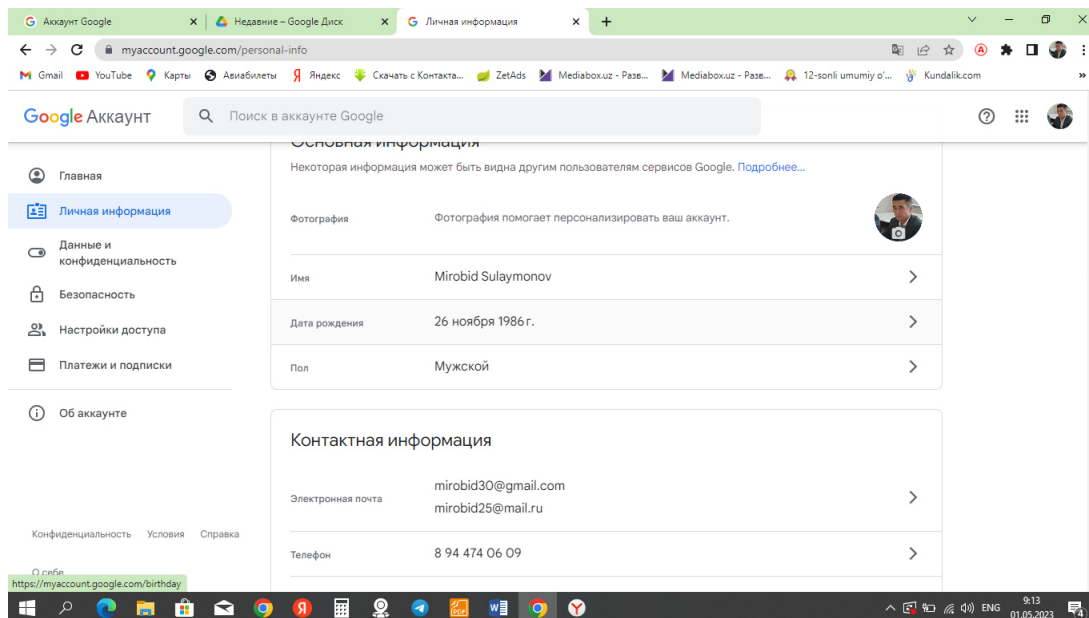 Аккаунт Google
Недавние – Google Диск
Личная информация
myaccount.google.com/personal-info
Gmail
YouTube
Карты
Авиабилеты
Яндекс
Скачать с Контакта...
ZetAds
Mediabox.uz - Разв...
Mediabox.uz - Разв...
12-sonli umumiy o'...
Kundalik.com
Google Аккаунт
Поиск в аккаунте Google
Основная информация
Некоторая информация может быть видна другим пользователям сервисов Google. Подробнее...
Главная
Личная информация
Данные и
конфиденциальность
Безопасность
Настройки доступа
Платежи и подписки
Об аккаунте
Фотография
Фотография помогает персонализировать ваш аккаунт.
Имя
Mirobid Sulaymonov
Дата рождения
26 ноября 1986 г.
Пол
Мужской
Контактная информация
Электронная почта
mirobid30@gmail.com
mirobid25@mail.ru
Телефон
8 94 474 06 09
Конфиденциальность
Условия
Справка
О себе
https://myaccount.google.com/birthday
ENG
9:13
01.05.2023